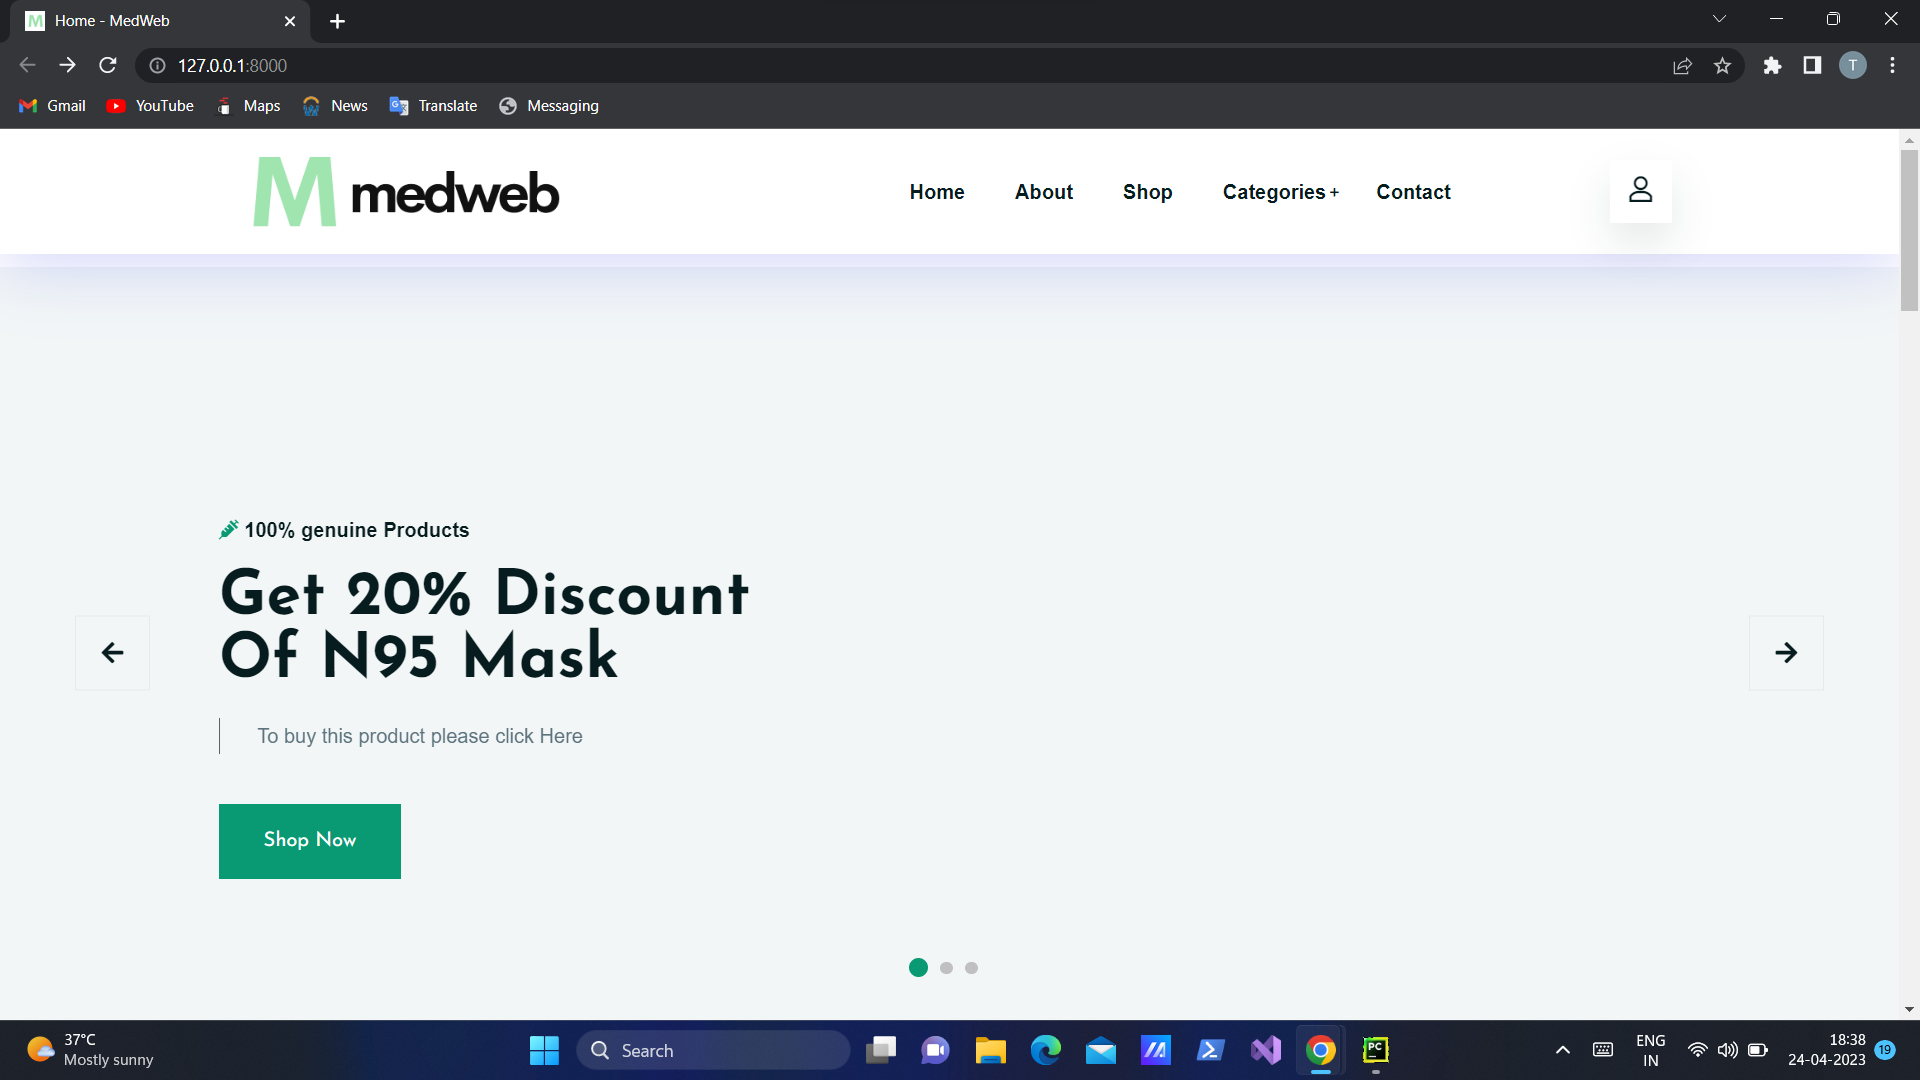 M Home - MedWeb
127.0.0.1:8000
T
Gmail YouTube Maps News Translate Messaging
M medweb
Home About Shop Categories + Contact
100% genuine Products
Get 20% Discount
Of N95 Mask
To buy this product please click Here
Shop Now
37°C
Mostly sunny
Search
PC
ENG
IN
18:38
24-04-2023
19